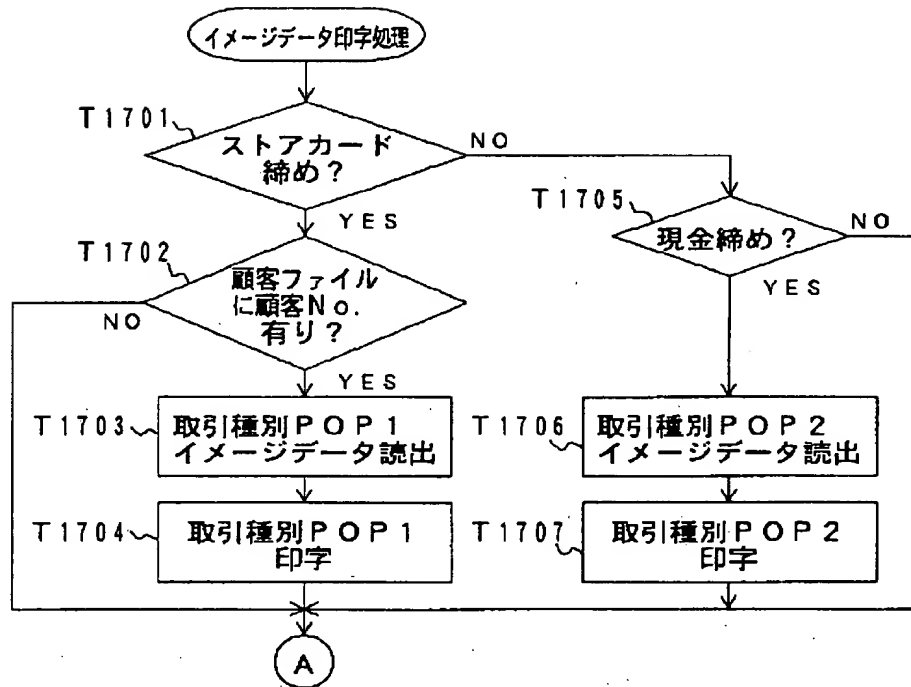 イメージデータ印字処理
T1701
ストアカード
締め?
NO
YES
T1705
現金締め?
NO
YES
T1702
顧客ファイル
に顧客No.
有り?
NO
YES
T1703
取引種別POP1
イメージデータ読出
T1706
取引種別POP2
イメージデータ読出
T1704
取引種別POP1
印字
T1707
取引種別POP2
印字
A